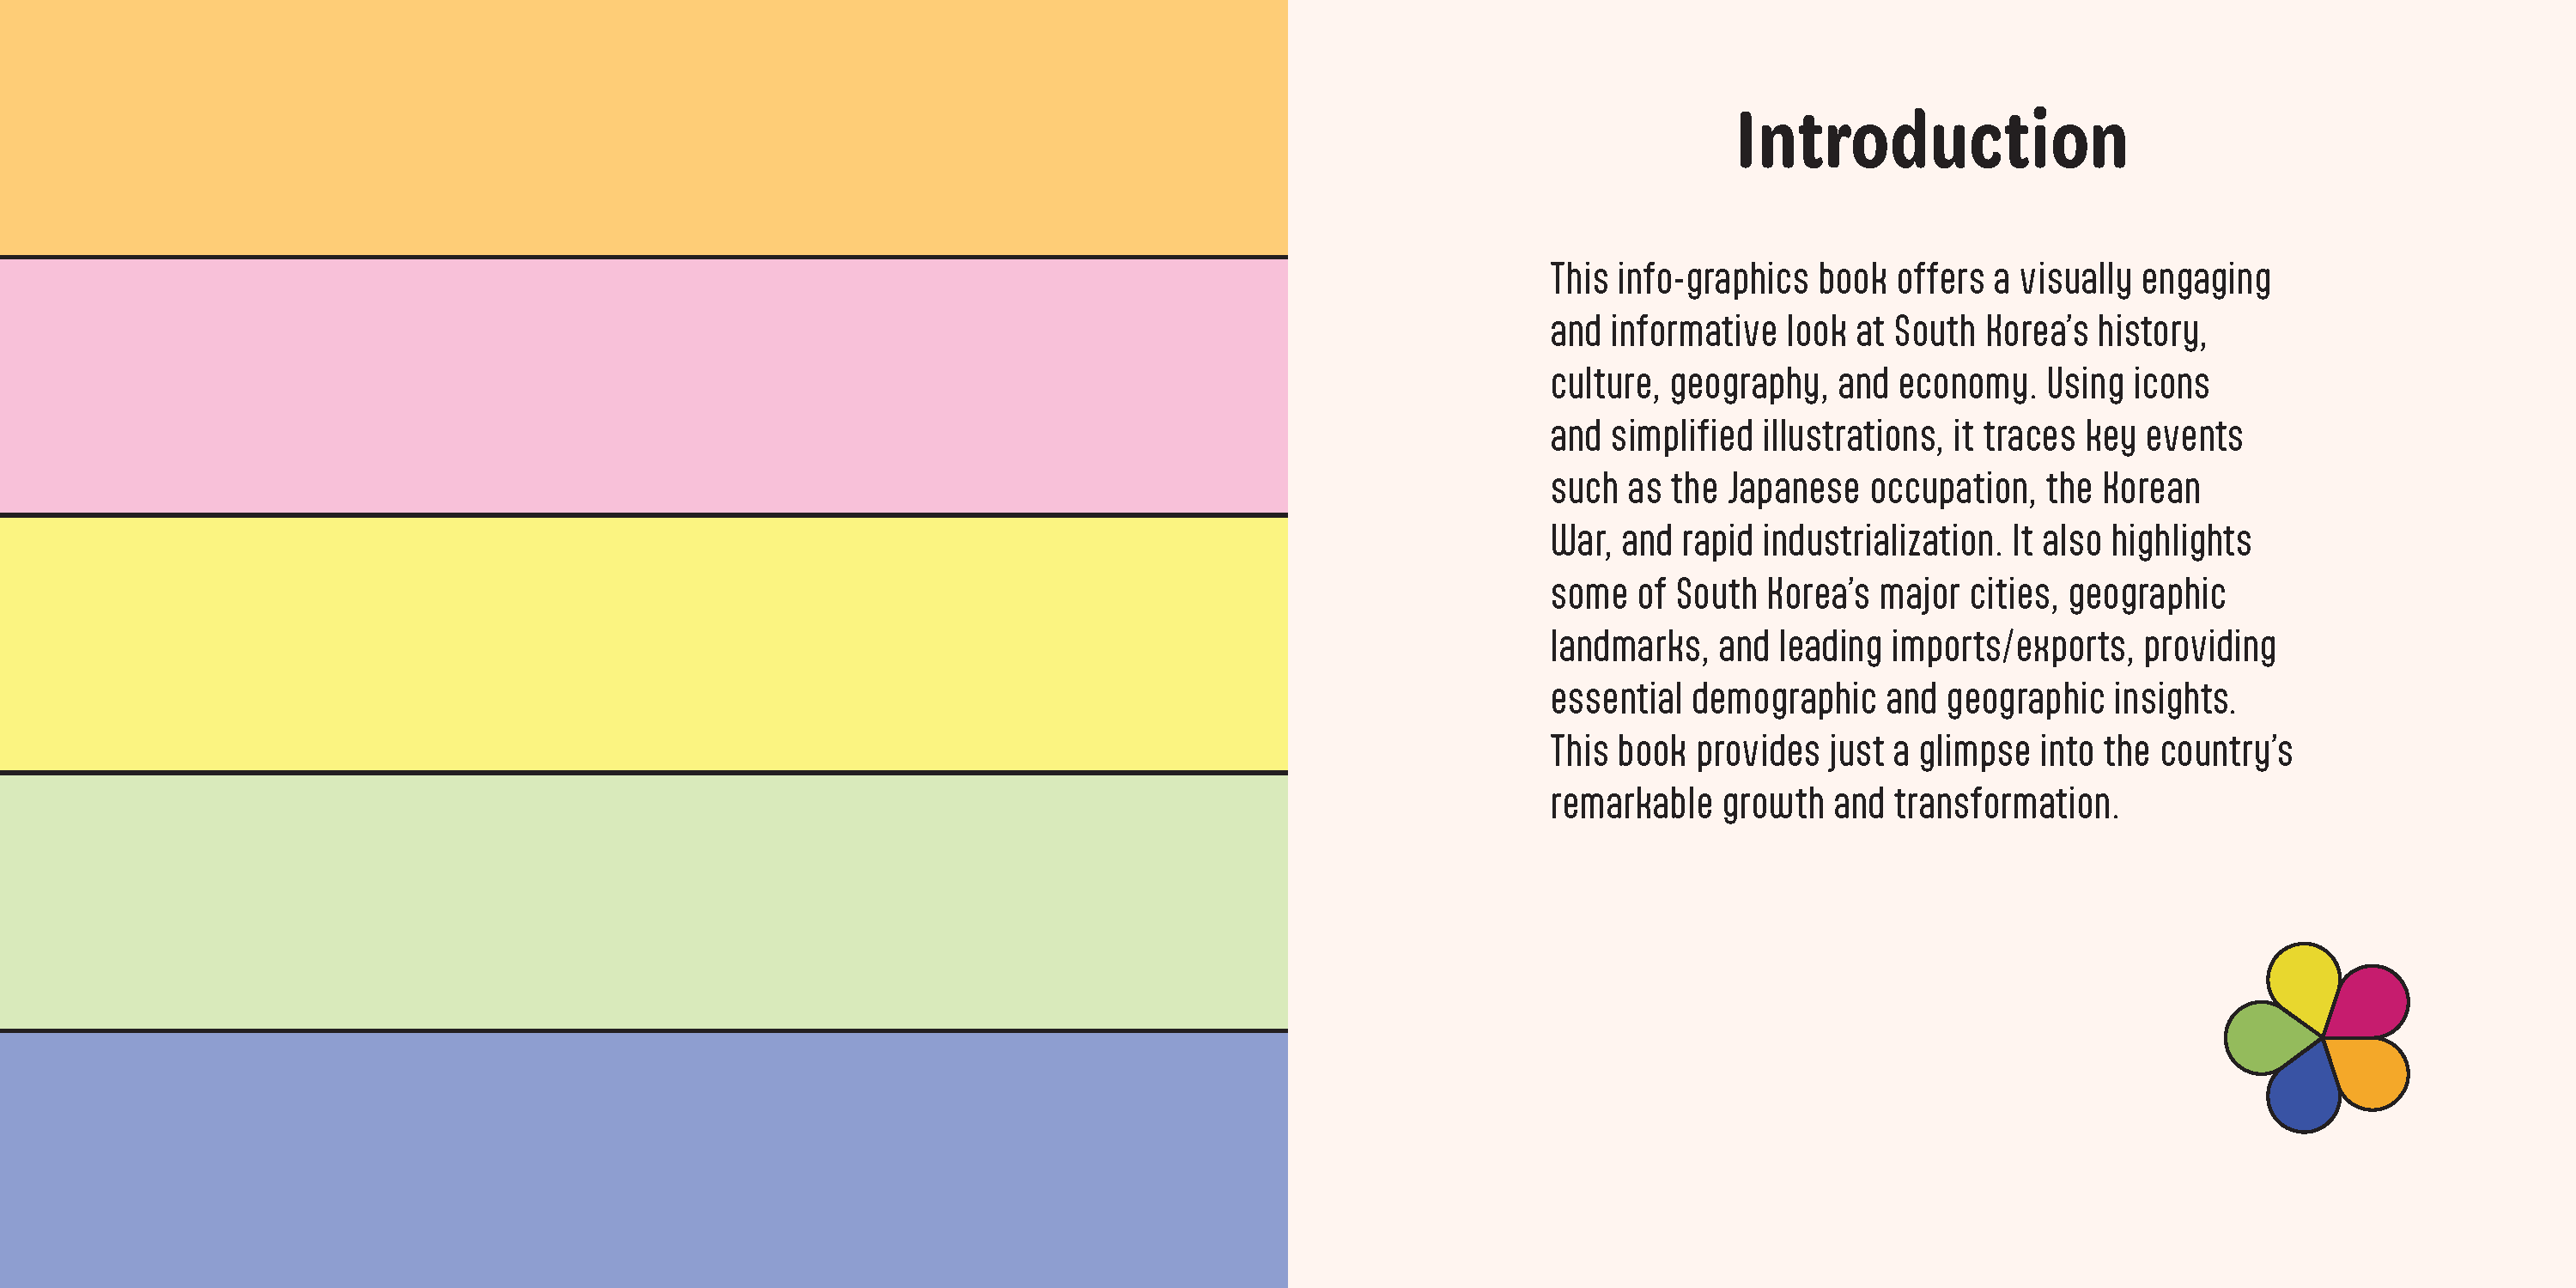 Introduction
This info-graphics book offers a visually engaging
and informative look at South Korea’s history,
culture, geography, and economy. Using icons
and simplified illustrations, it traces key events
such as the Japanese occupation, the Korean
War, and rapid industrialization. It also highlights
some of South Korea’s major cities, geographic
landmarks, and leading imports/exports, providing
essential demographic and geographic insights.
This book provides just a glimpse into the country’s
remarkable growth and transformation.